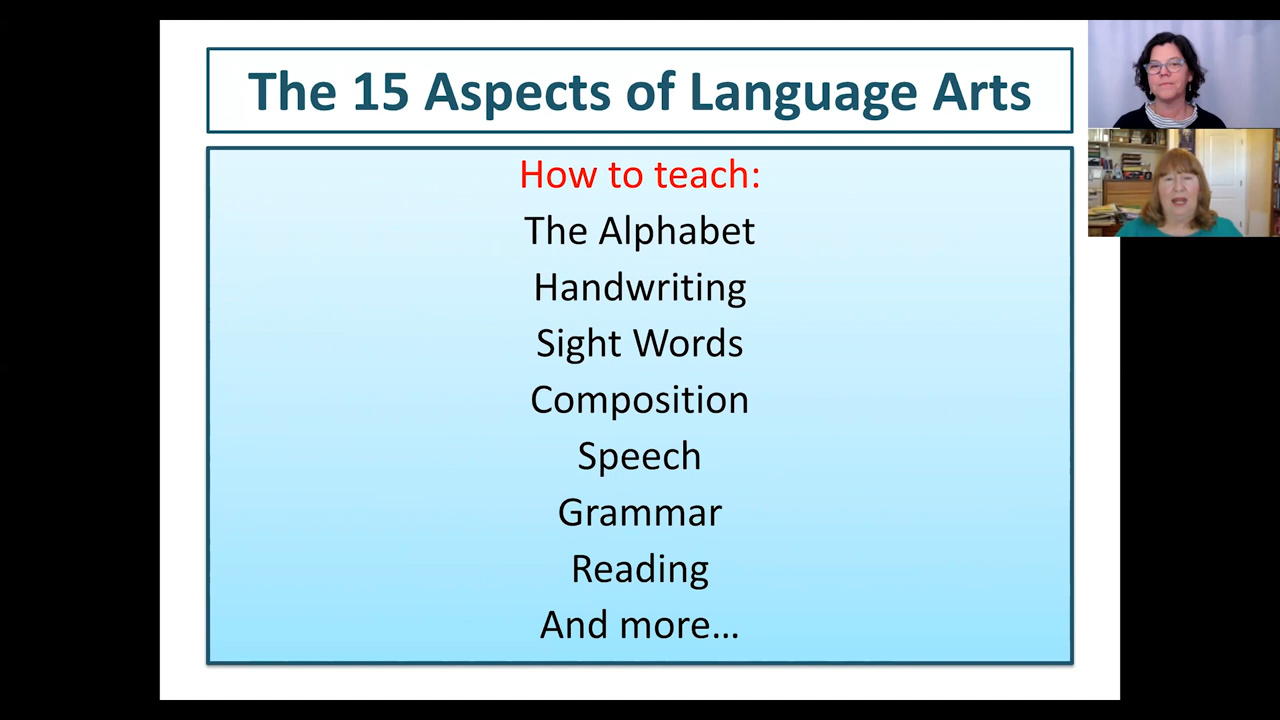 The 15 Aspects of Language Arts
How to teach:
The Alphabet
Handwriting
Sight Words
Composition
Speech
Grammar
Reading
And more...